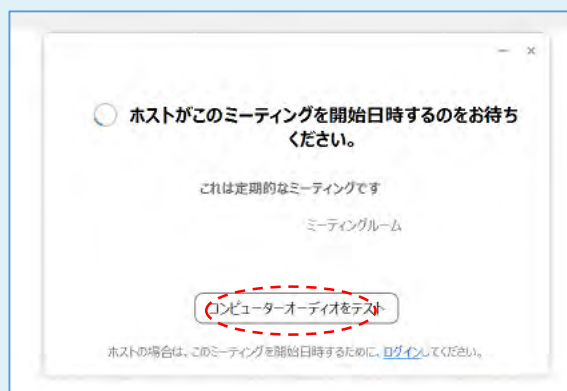 ホストがこのミーティングを開始日時するのをお待ち
ください。
これは定期的なミーティングです
ミーティングルーム
コンピューターオーディオをテスト
ホストの場合は、このミーティングを開始日時するために、ログインしてください。